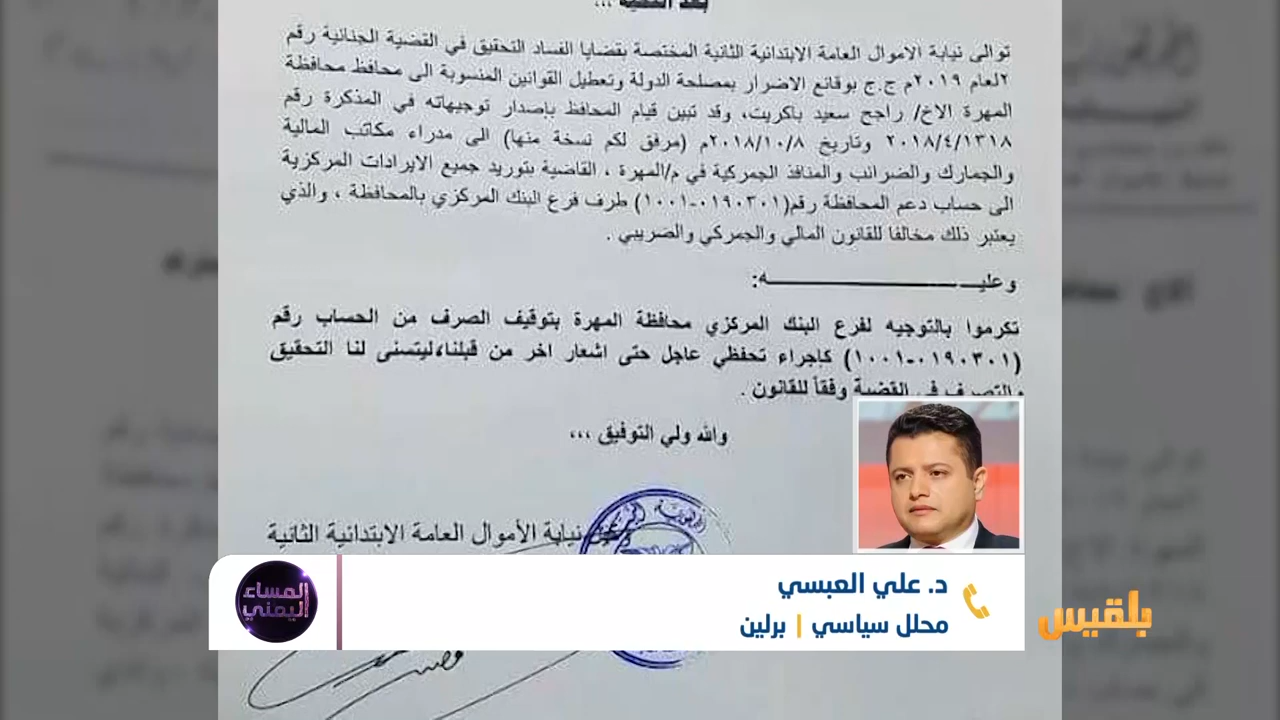 بعد التحية ...
توالي نيابة الاموال العامة الابتدائية الثانية المختصة بقضايا الفساد التحقيق في القضية الجنائية رقم
٢لعام ٢٠١٩م ج.ج بوقائع الاضرار بمصلحة الدولة وتعطيل القوانين المنسوبة الى محافظ محافظة
المهرة الاخ/ راجح سعيد باكريت، وقد تبين قيام المحافظ بإصدار توجيهاته في المذكرة رقم
٢٠١٨/٤/١٣١٨ وتاريخ ٢٠١٨/١٠/٨م (مرفق لكم نسخة منها) الى مدراء مكاتب المالية
والجمارك والضرائب والمنافذ الجمركية في م/المهرة ، القاضية بتوريد جميع الايرادات المركزية
الى حساب دعم المحافظة رقم(٠١٩٠٣٠١-١٠٠١) طرف فرع البنك المركزي بالمحافظة ، والذي
يعتبر ذلك مخالفا للقانون المالي والجمركي والضريبي .
وعليــــــــــه:
تكرموا بالتوجيه لفرع البنك المركزي محافظة المهرة بتوقيف الصرف من الحساب رقم
(٠١٩٠٣٠١-١٠٠١) كاجراء تحفظي عاجل حتى اشعار اخر من قبلنا،ليتسنى لنا التحقيق
والتصرف في القضية وفقاً للقانون .
والله ولي التوفيق ،،،
نيابة الأموال العامة الابتدائية الثانية
د. علي العبسي
محلل سياسي | برلين
المساء اليمني
بلقيس